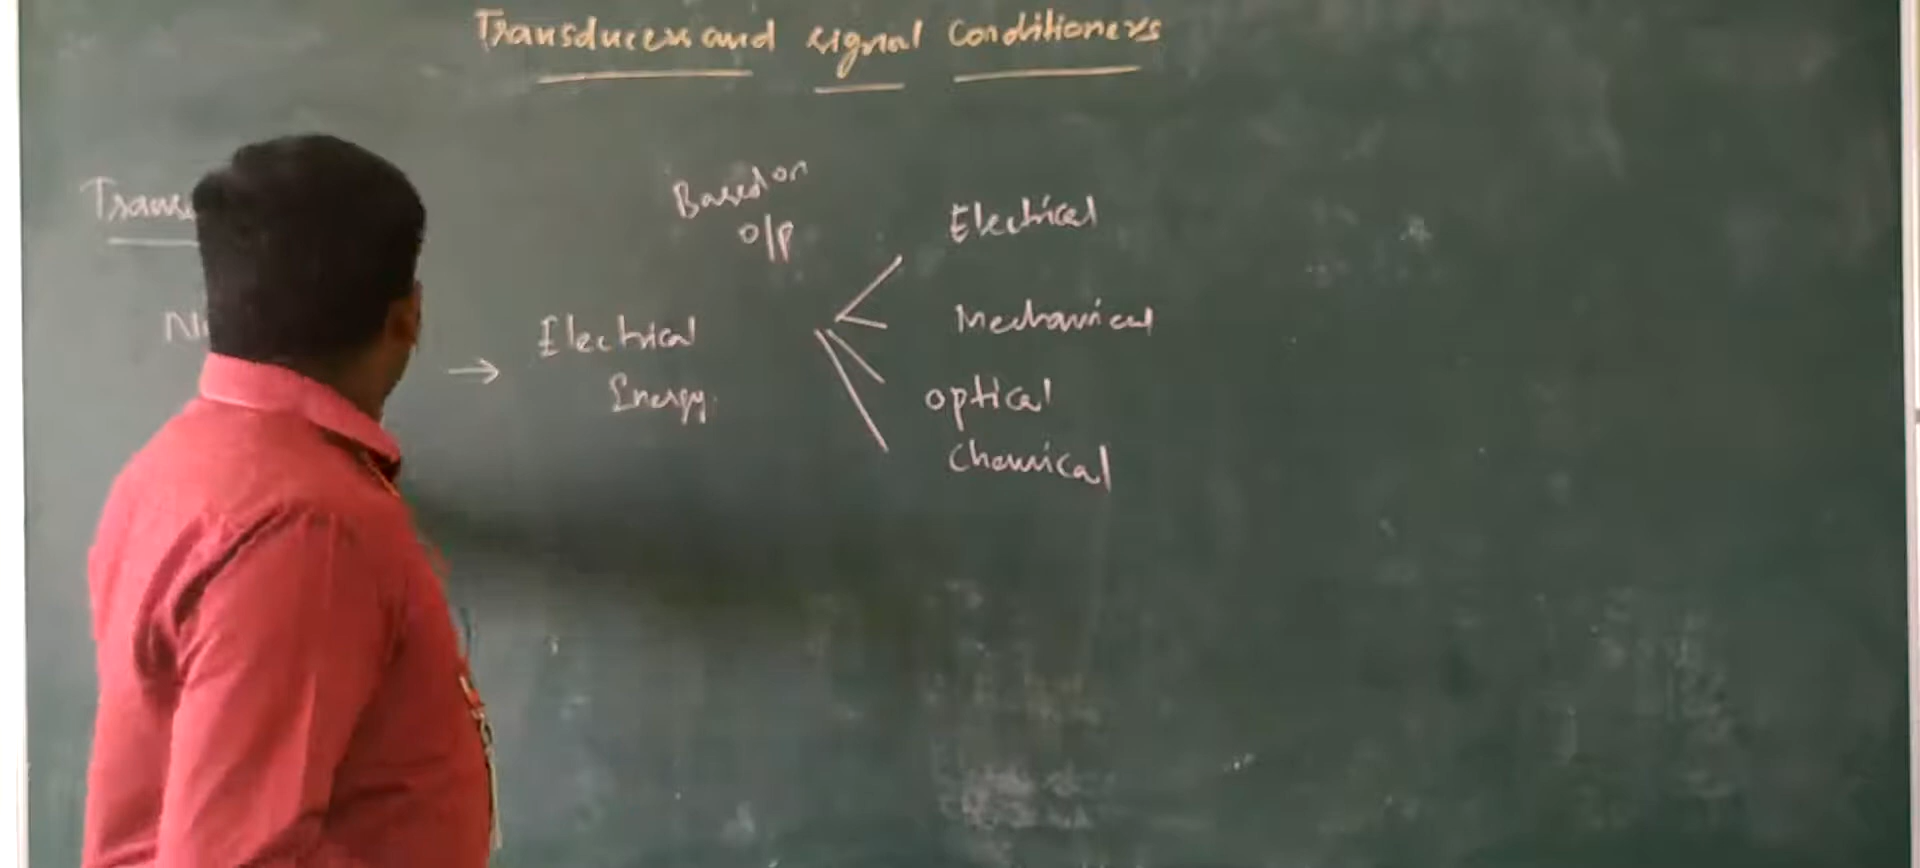 Transducers and signal Conditioners
Based on
o/p
Electrical
Mechanical
optical
Chemical
→ Electrical
Energy.